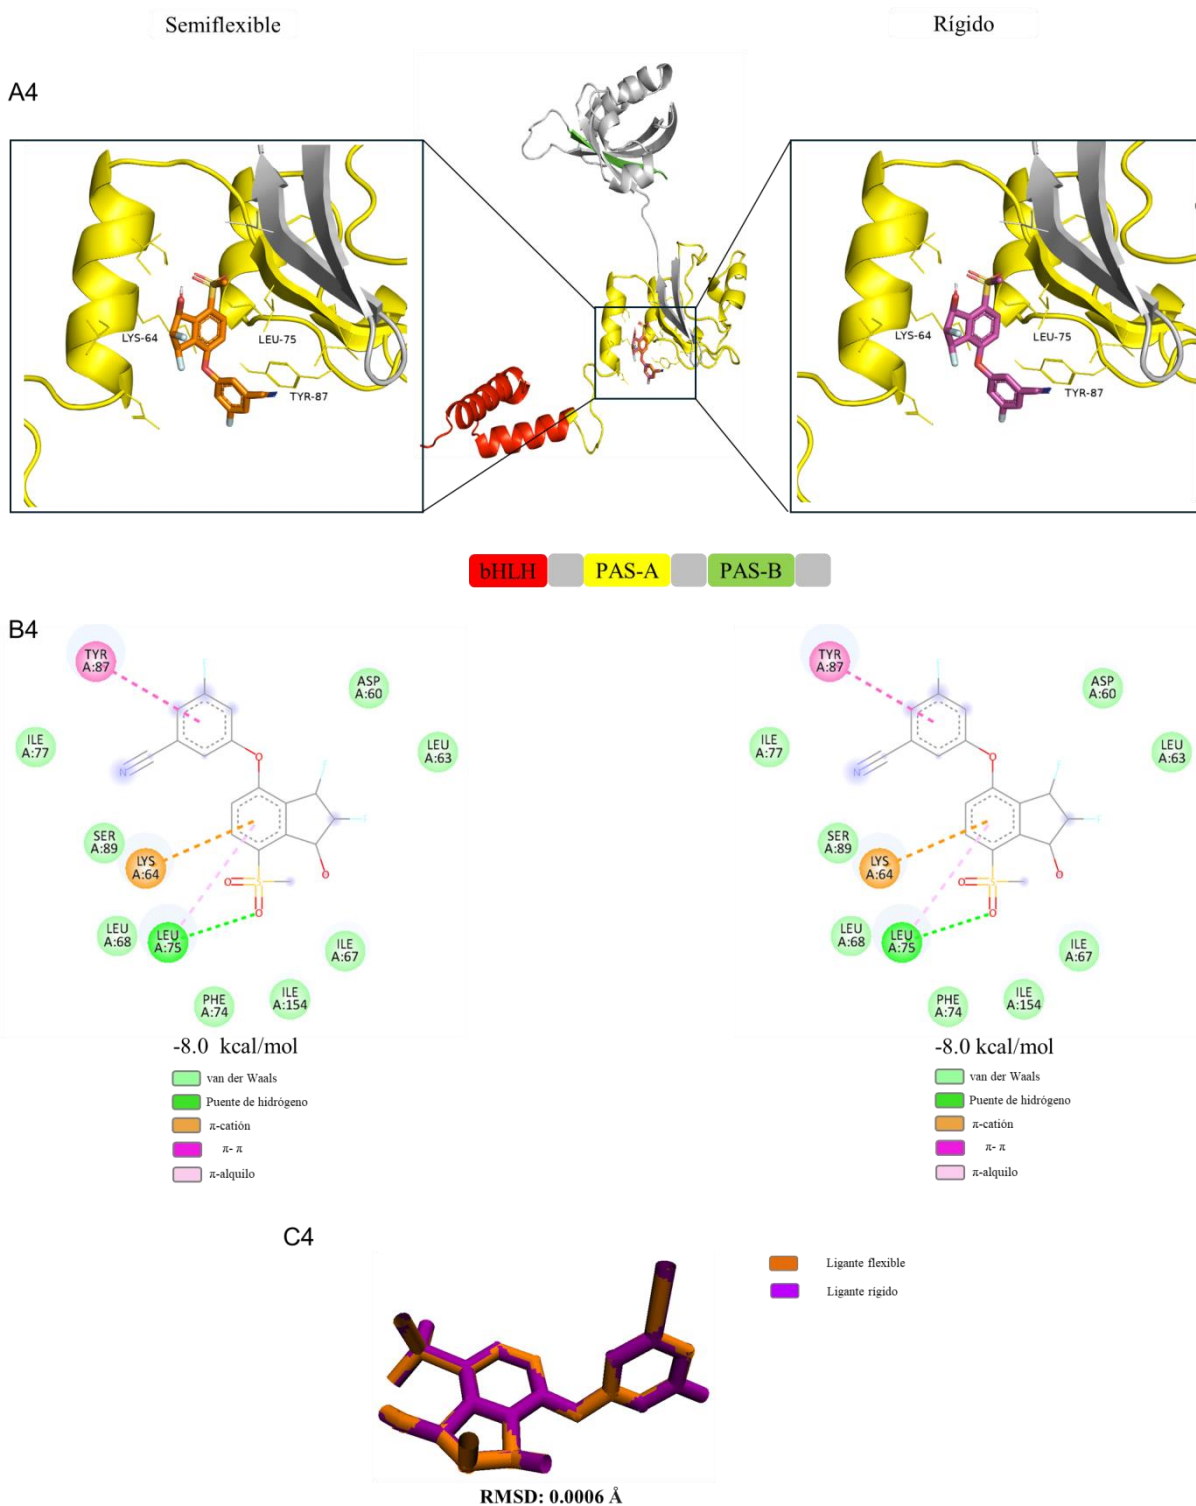 Semiflexible
Rígido
A4
LYS-64
LEU-75
TYR-87
LYS-64
LEU-75
TYR-87
bHLH
PAS-A
PAS-B
B4
TYR
A:87
ASP
A:60
ILE
A:77
LEU
A:63
N
O
SER
A:89
LYS
A:64
O
S
O
O
LEU
A:68
LEU
A:75
ILE
A:67
PHE
A:74
ILE
A:154
-8.0 kcal/mol
van der Waals
Puente de hidrógeno
π-catión
π- π
π-alquilo
TYR
A:87
ASP
A:60
ILE
A:77
LEU
A:63
N
O
SER
A:89
LYS
A:64
O
S
O
O
LEU
A:68
LEU
A:75
ILE
A:67
PHE
A:74
ILE
A:154
-8.0 kcal/mol
van der Waals
Puente de hidrógeno
π-catión
π- π
π-alquilo
C4
Ligante flexible
Ligante rígido
RMSD: 0.0006 Å